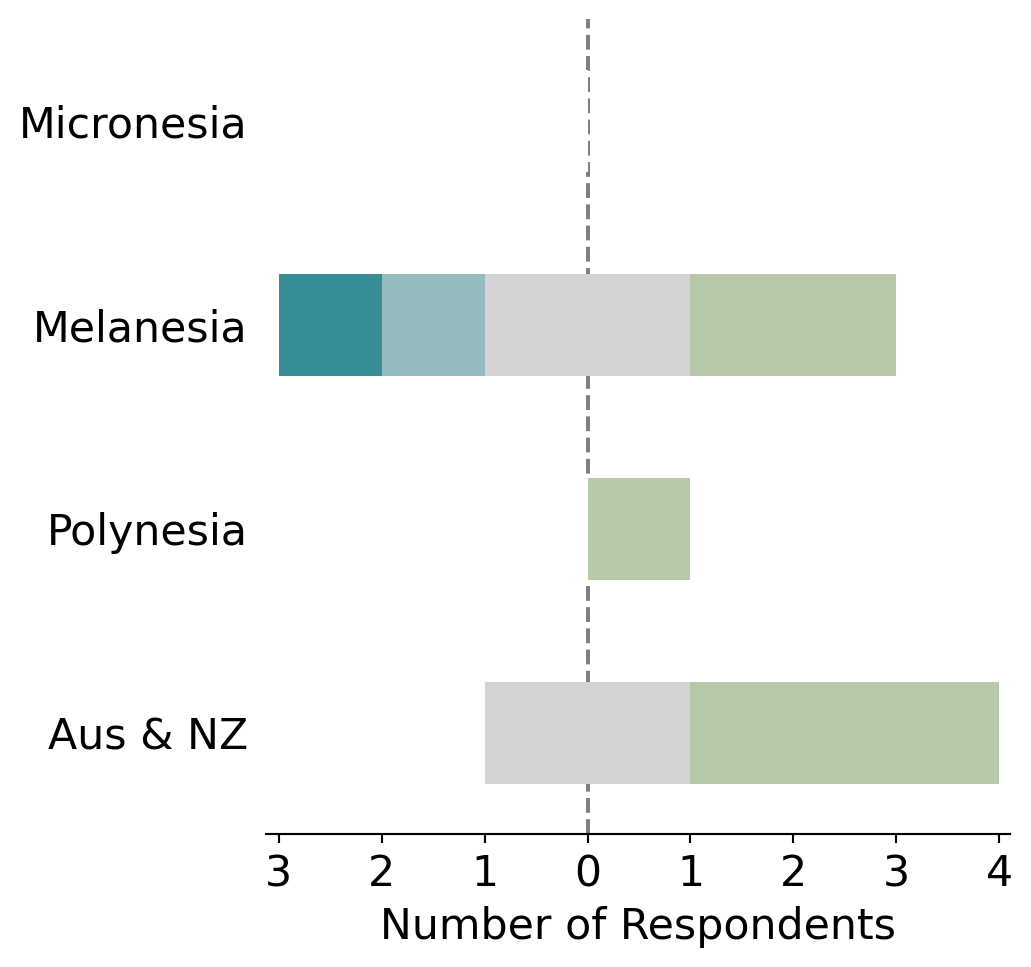 Micronesia
Melanesia
Polynesia
Aus & NZ
3 2 1 0 1 2 3 4
Number of Respondents